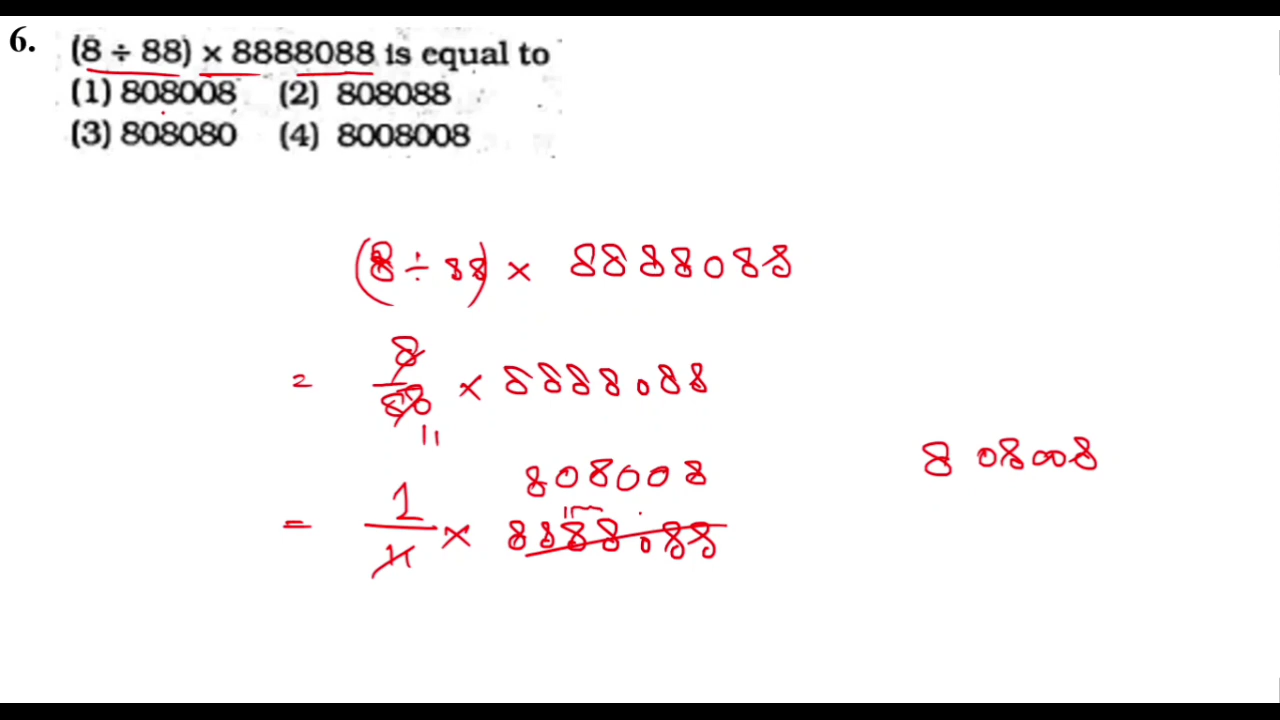 6. (8 ÷ 88) × 8888088 is equal to
(1) 808008 (2) 808088
(3) 808080 (4) 8008008
(8 ÷ 88) × 8888088
= 8/88 × 8888088
11
808008
808008
11
= 1/11 × 8888088